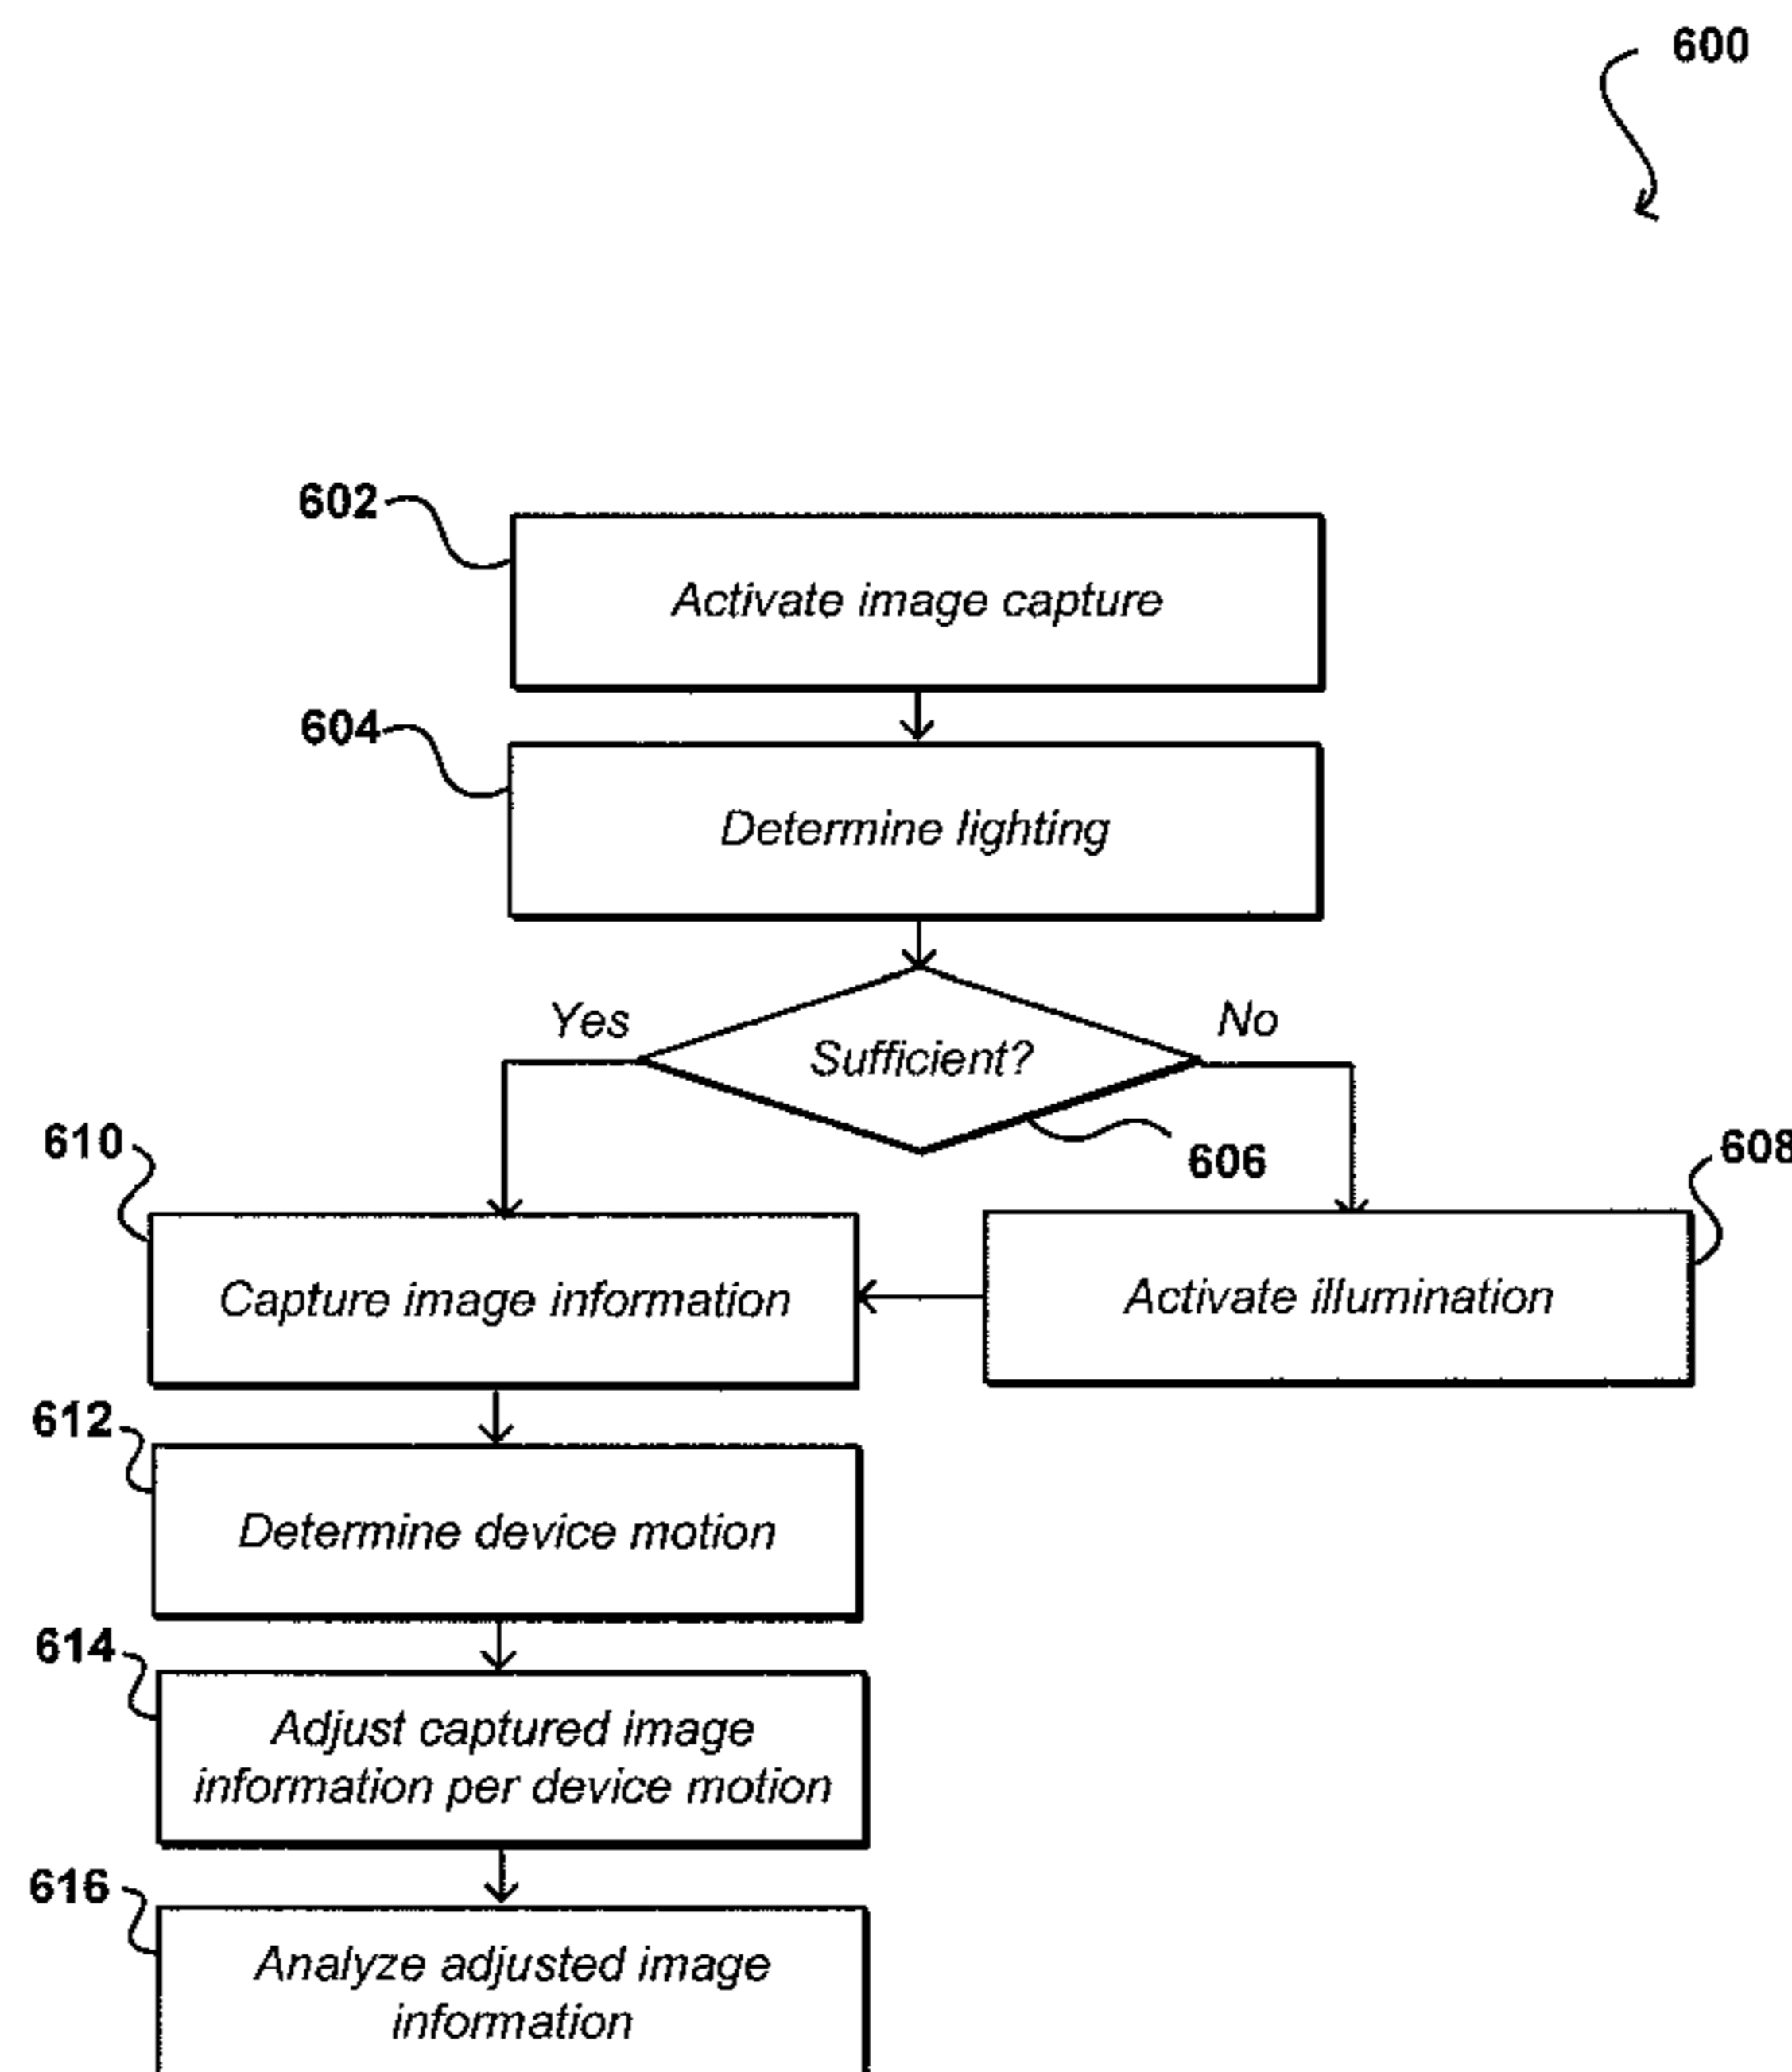 600
602
Activate image capture
604
Determine lighting
Yes
No
Sufficient?
606
610
608
Capture image information
Activate illumination
612
Determine device motion
614
Adjust captured image
information per device motion
616
Analyze adjusted image
information